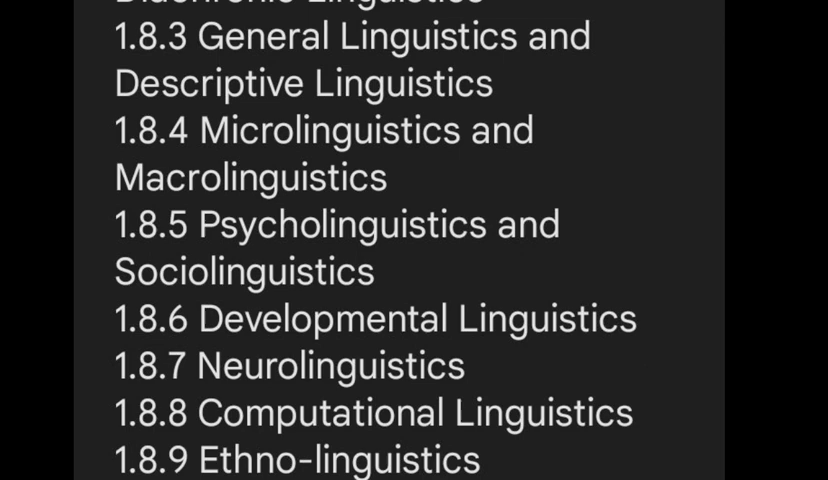 Diachronic Linguistics
1.8.3 General Linguistics and
Descriptive Linguistics
1.8.4 Microlinguistics and
Macrolinguistics
1.8.5 Psycholinguistics and
Sociolinguistics
1.8.6 Developmental Linguistics
1.8.7 Neurolinguistics
1.8.8 Computational Linguistics
1.8.9 Ethno-linguistics